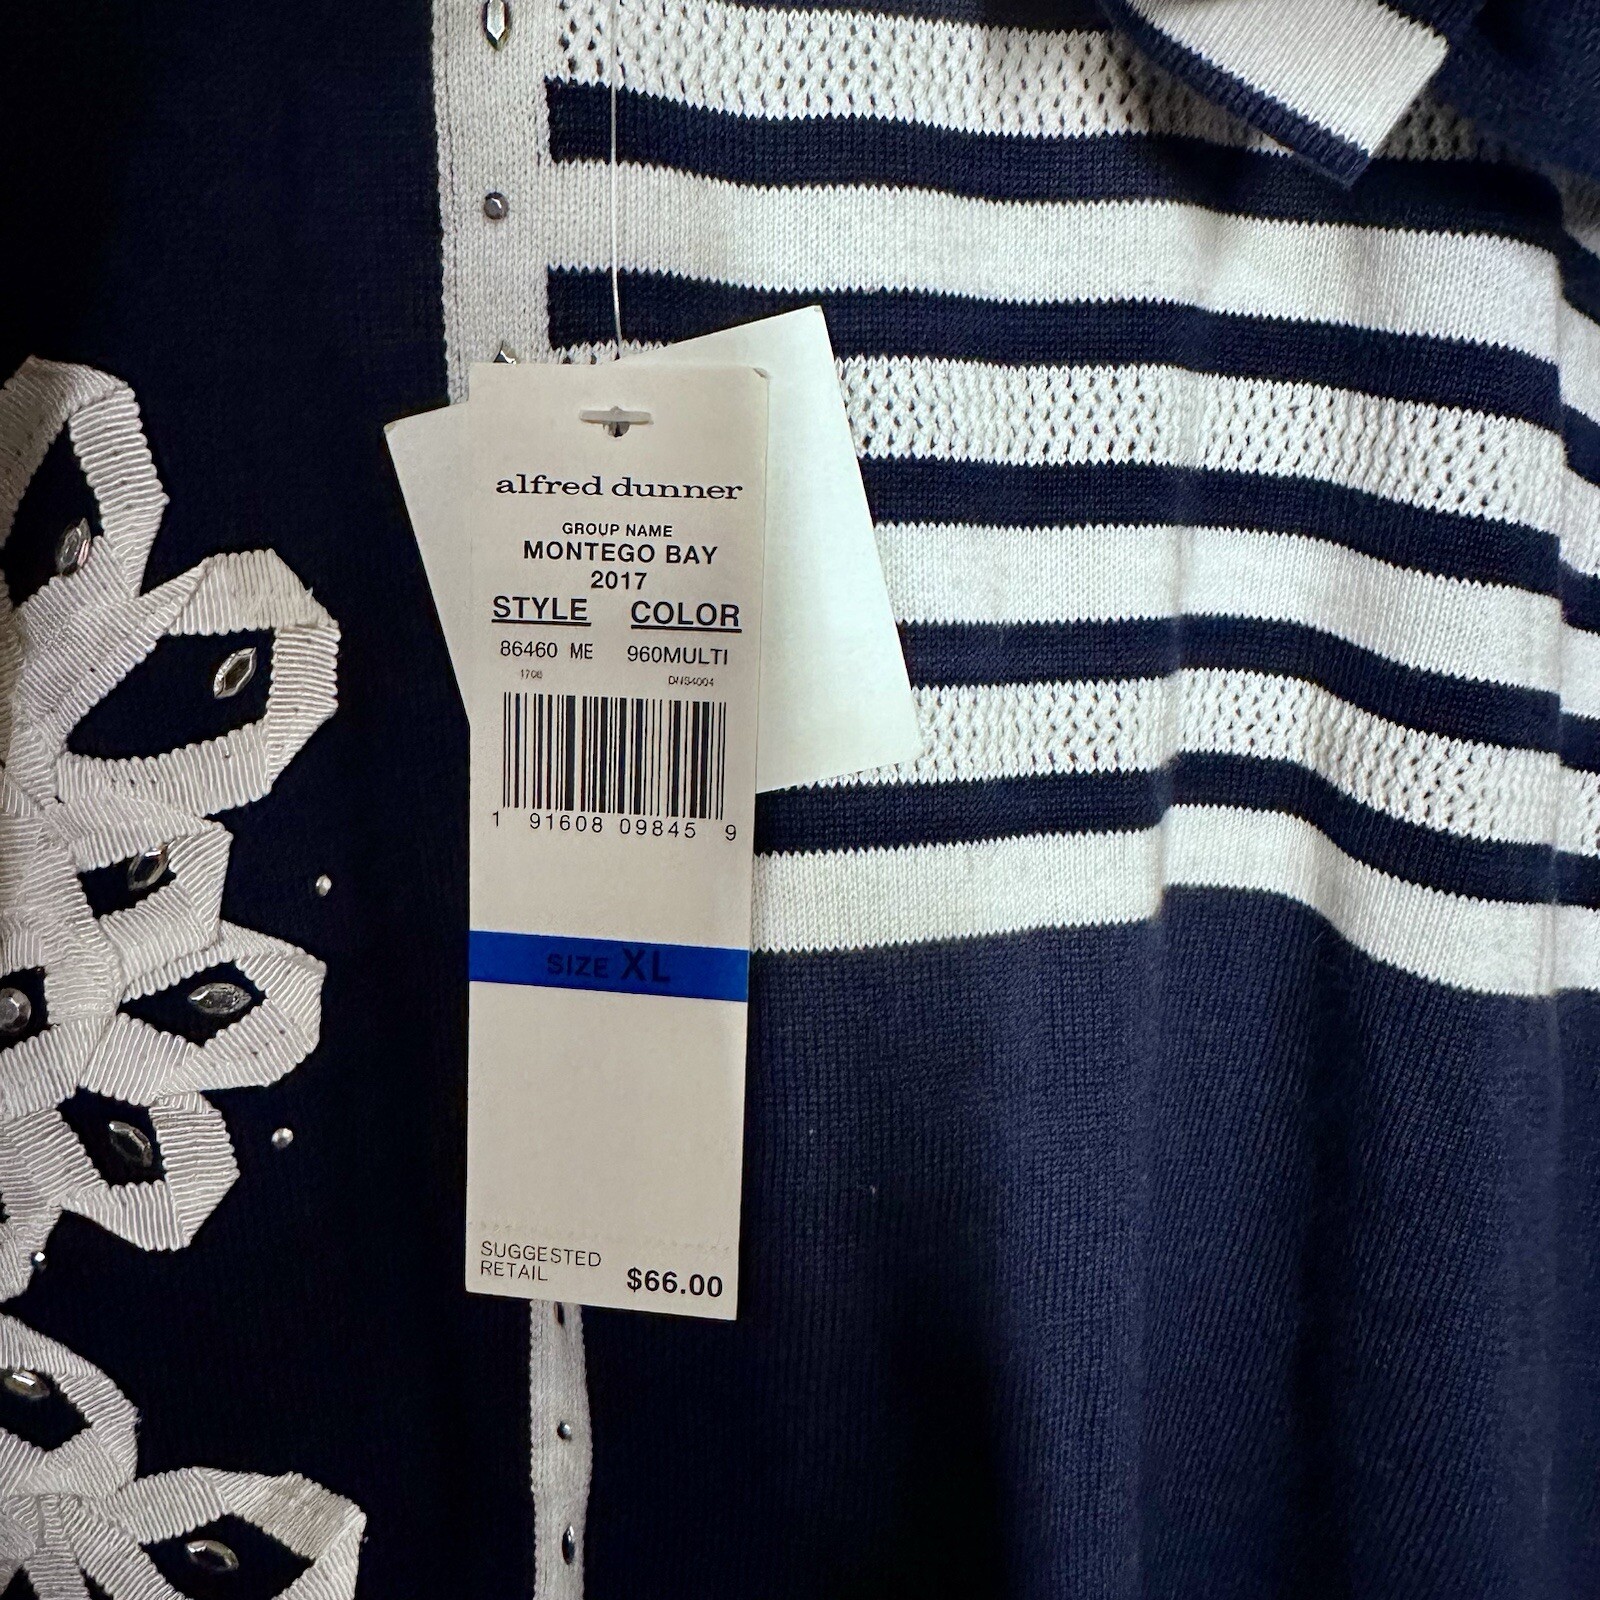 alfred dunner
GROUP NAME
MONTEGO BAY
2017
STYLE COLOR
86460 ME 960MULTI
1708
1 91608 09845 9
SIZE XL
SUGGESTED
RETAIL $66.00